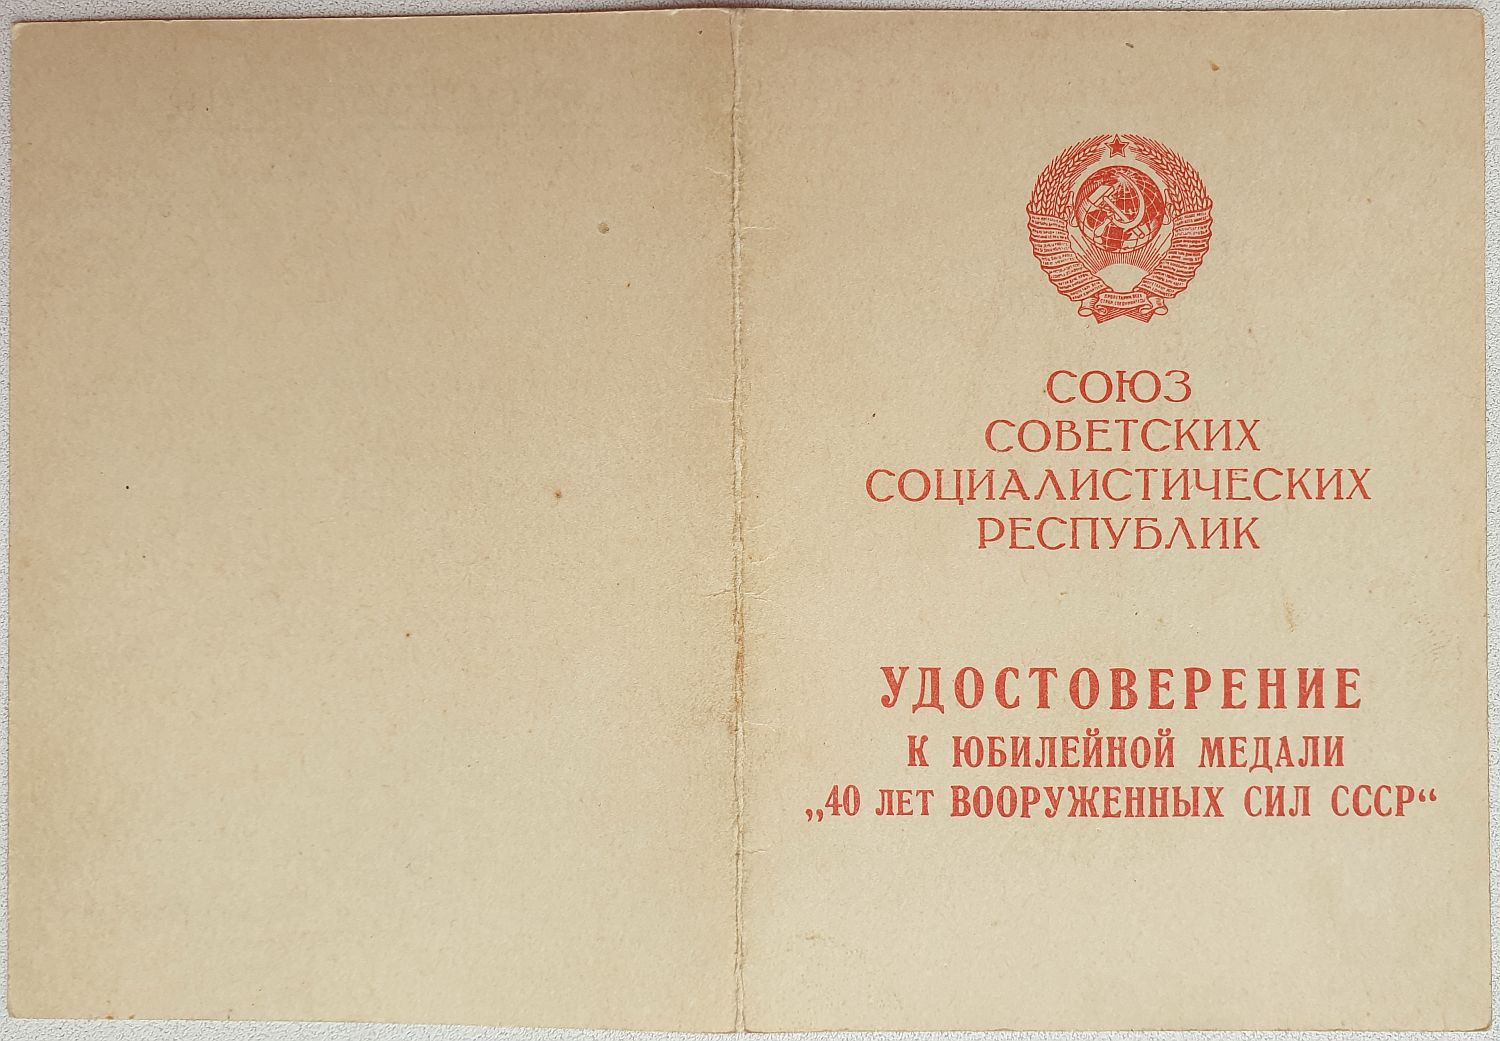 СОЮЗ
СОВЕТСКИХ
СОЦИАЛИСТИЧЕСКИХ
РЕСПУБЛИК
УДОСТОВЕРЕНИЕ
К ЮБИЛЕЙНОЙ МЕДАЛИ
„40 ЛЕТ ВООРУЖЕННЫХ СИЛ СССР“